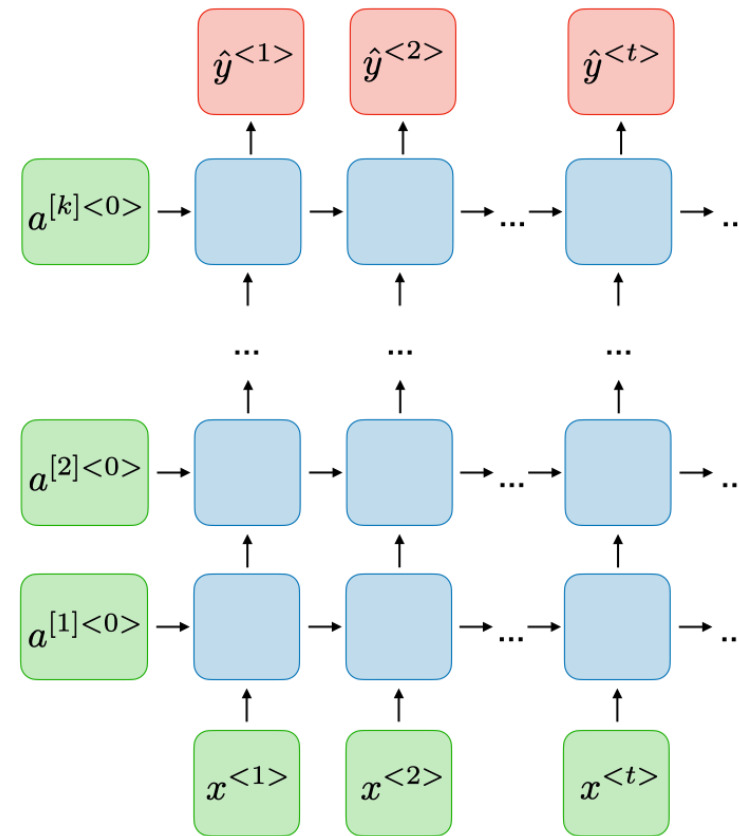 ŷ<1> ŷ<2> ŷ<t>
a[k]<0> ... ..
... ... ...
a[2]<0> ... ..
a[1]<0> ... ..
x<1> x<2> x<t>